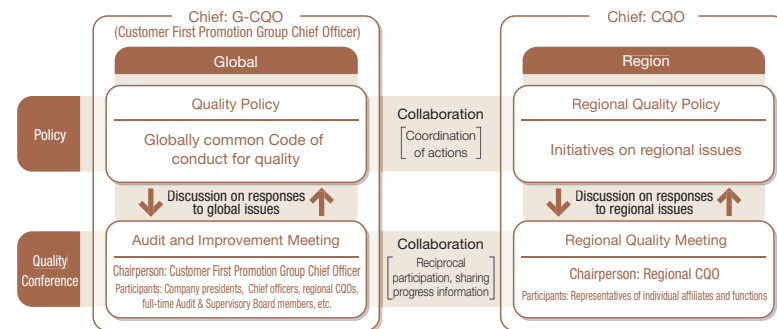 Chief: G-CQO
(Customer First Promotion Group Chief Officer)
Global
Chief: CQO
Region
Policy
Quality Policy
Globally common Code of
conduct for quality
Collaboration
Coordination
of actions
Regional Quality Policy
Initiatives on regional issues
Discussion on responses
to global issues
Discussion on responses
to regional issues
Quality
Conference
Audit and Improvement Meeting
Chairperson: Customer First Promotion Group Chief Officer
Participants: Company presidents, Chief officers, regional CQOs,
full-time Audit & Supervisory Board members, etc.
Collaboration
Reciprocal
participation, sharing
progress information
Regional Quality Meeting
Chairperson: Regional CQO
Participants: Representatives of individual affiliates and functions